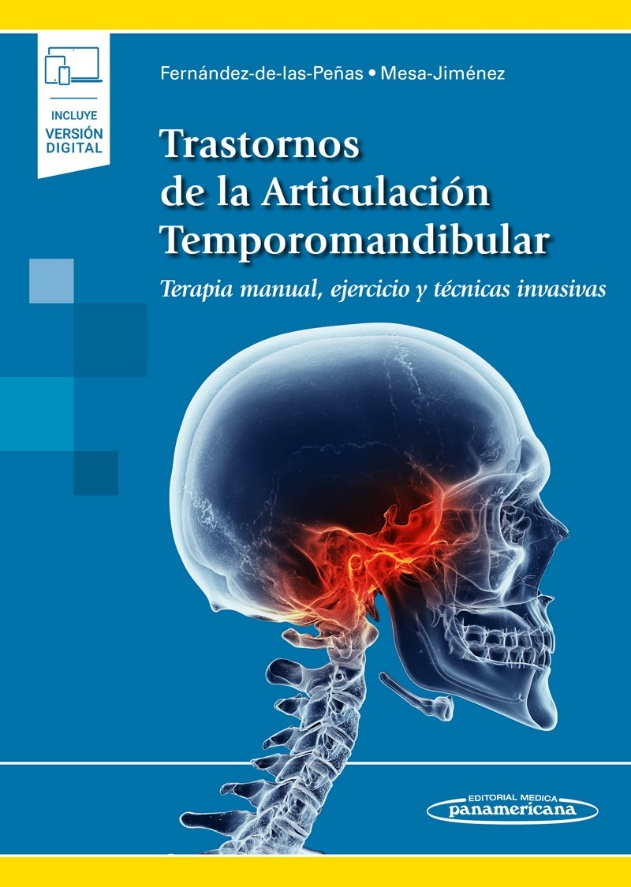 INCLUYE
VERSIÓN
DIGITAL
Fernández-de-las-Peñas • Mesa-Jiménez
Trastornos
de la Articulación
Temporomandibular
Terapia manual, ejercicio y técnicas invasivas
EDITORIAL MEDICA
panamericana